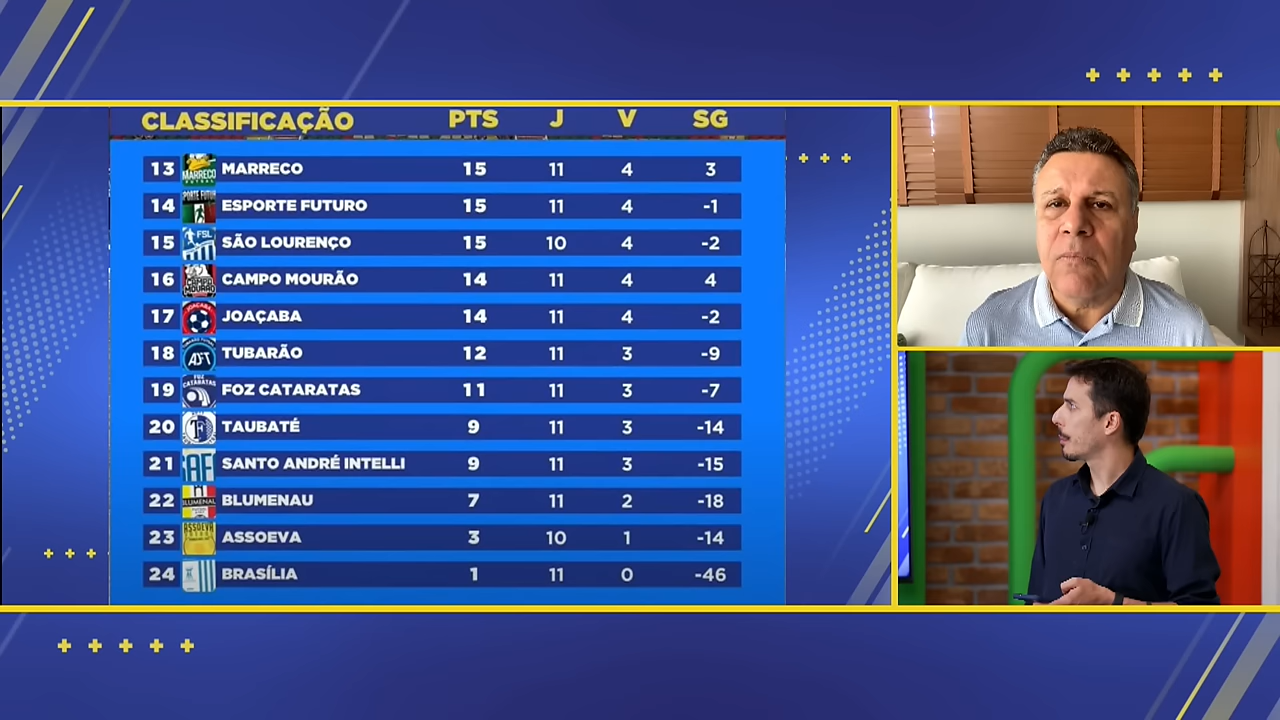 CLASSIFICAÇÃO PTS J V SG
13 MARRECO 15 11 4 3
14 ESPORTE FUTURO 15 11 4 -1
15 FSL SÃO LOURENÇO 15 10 4 -2
16 CAMPO MOURÃO 14 11 4 4
17 JOAÇABA 14 11 4 -2
18 TUBARÃO 12 11 3 -9
19 FOZ CATARATAS 11 11 3 -7
20 TAUBATÉ 9 11 3 -14
21 SANTO ANDRÉ INTELLI 9 11 3 -15
22 BLUMENAU 7 11 2 -18
23 ASSOEVA 3 10 1 -14
24 BRASÍLIA 1 11 0 -46